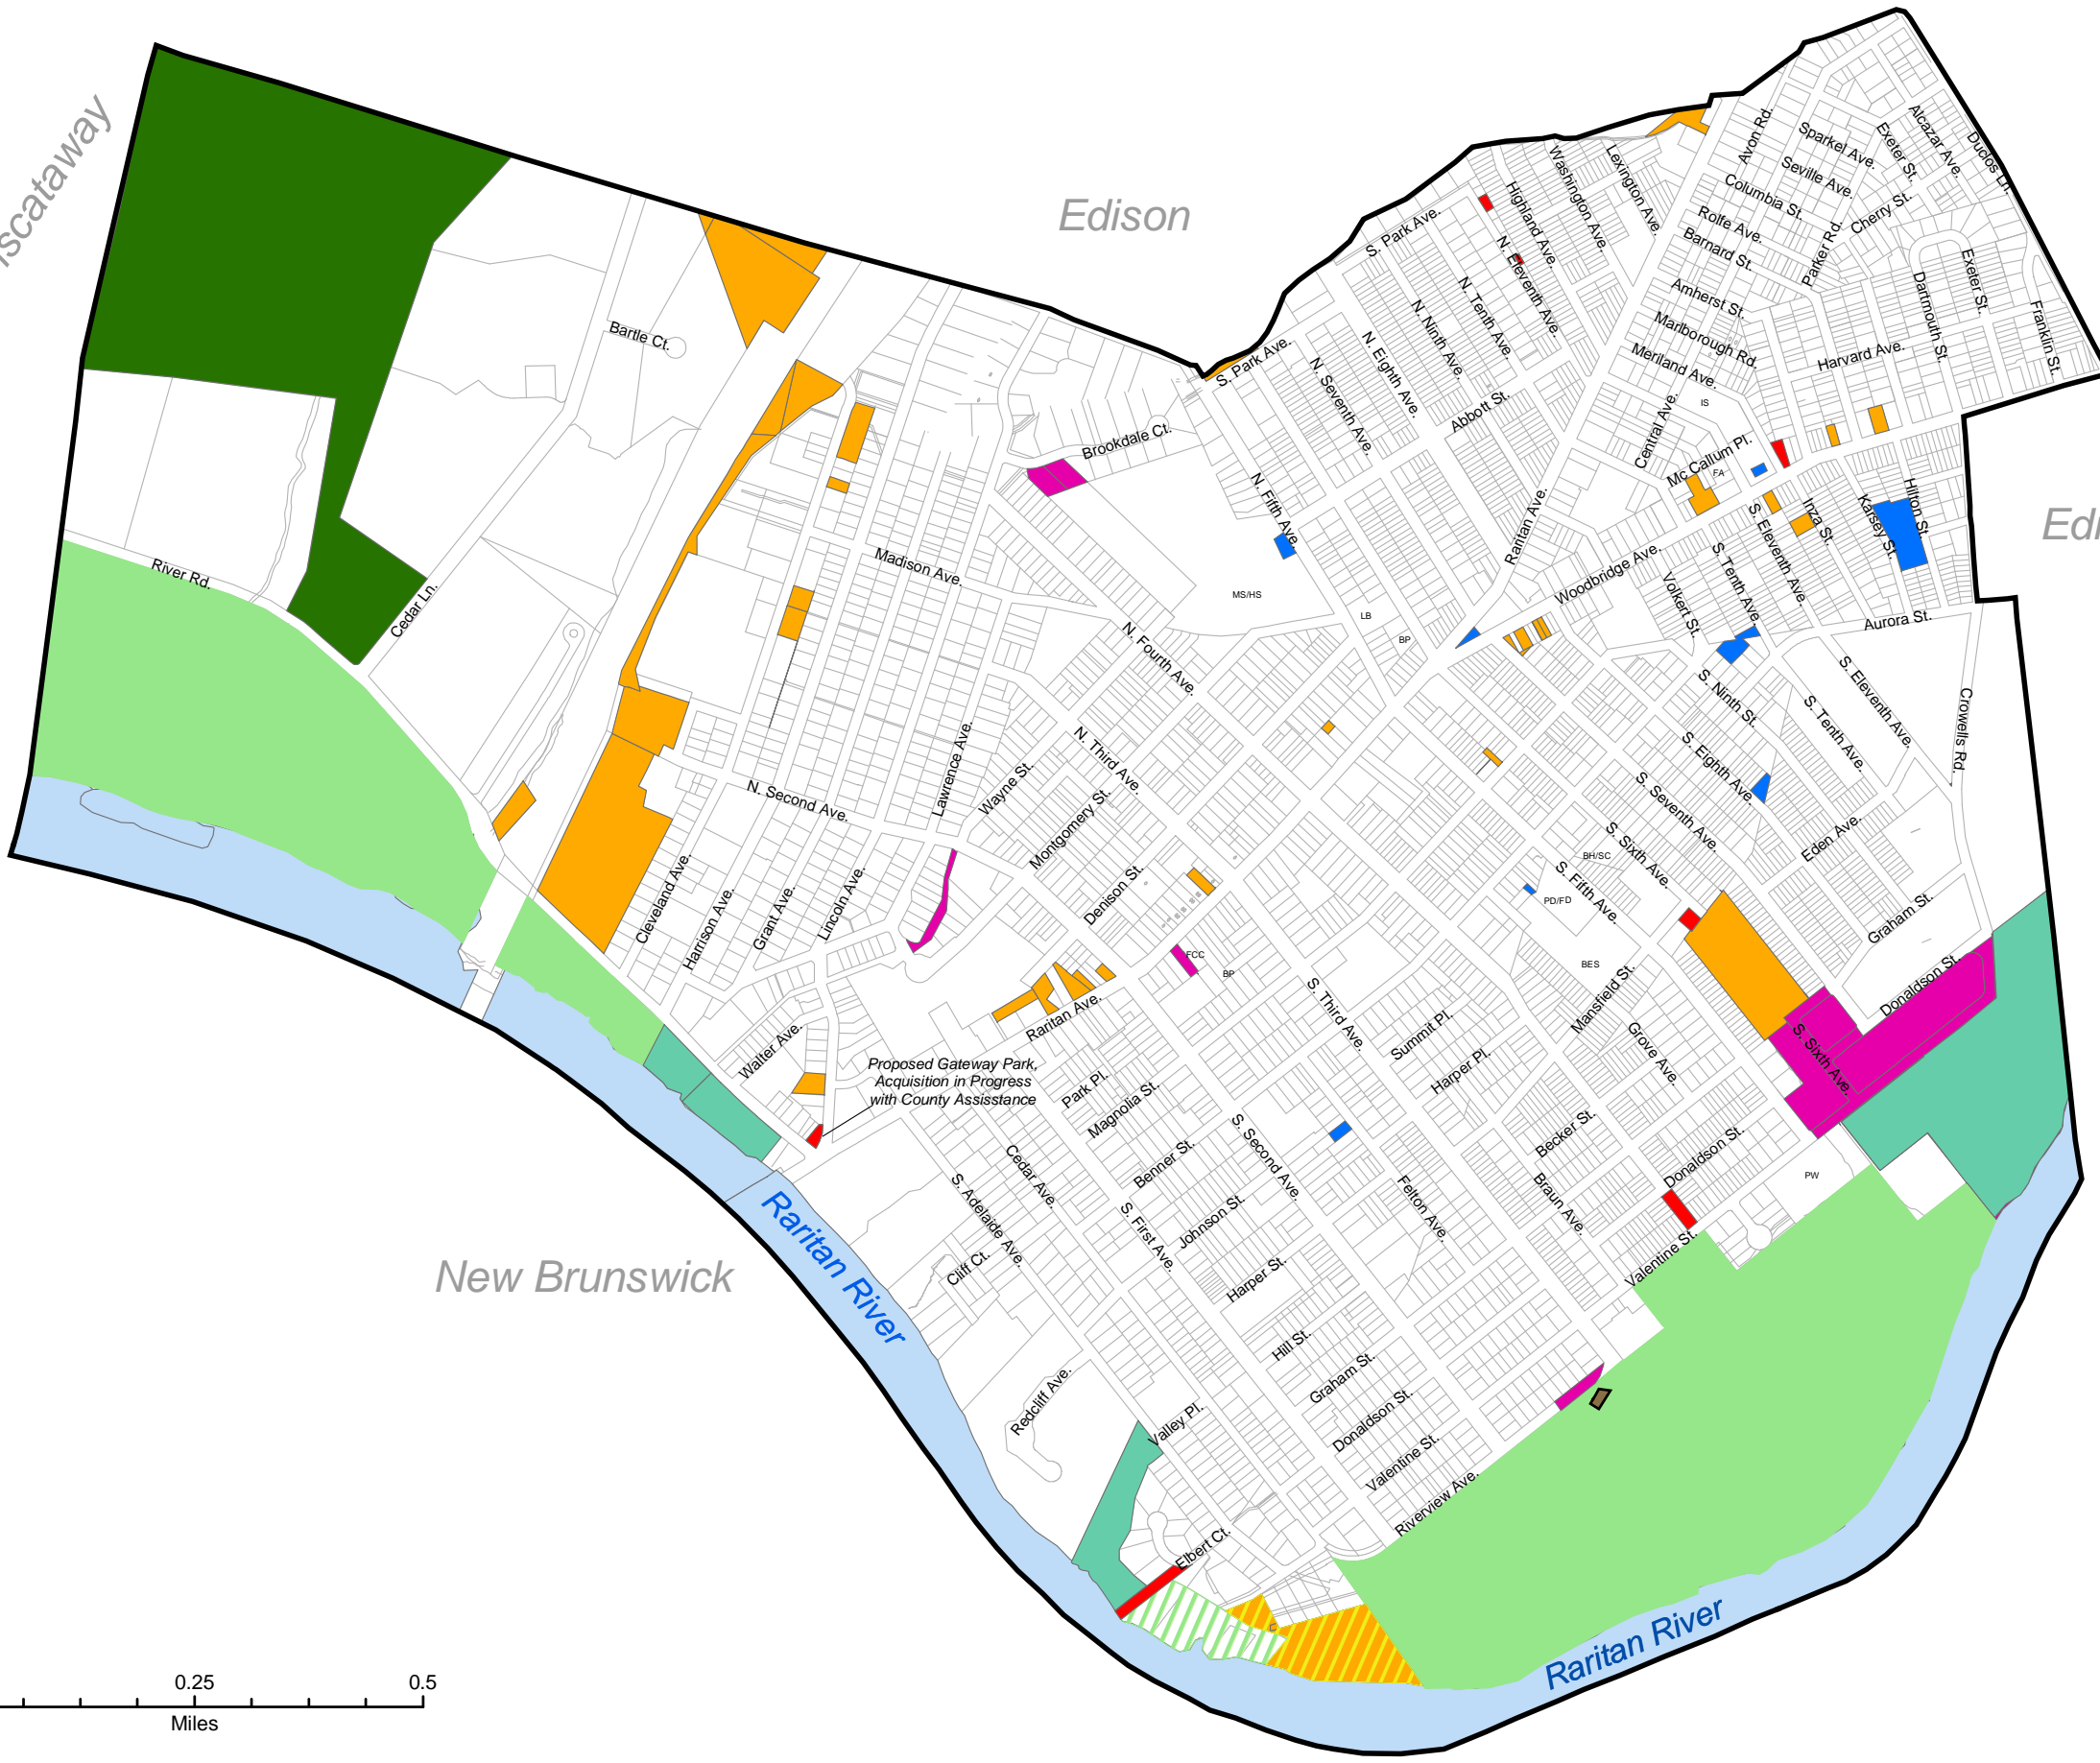 scataway
Edison
Edi
New Brunswick
Raritan River
Raritan River
Proposed Gateway Park,
Acquisition in Progress
with County Assisstance
Bartle Ct.
River Rd.
Cedar Ln.
Brookdale Ct.
Madison Ave.
N. Fourth Ave.
N. Third Ave.
N. Second Ave.
Lawrence Ave.
Wayne St.
Montgomery St.
Denison St.
Cleveland Ave.
Harrison Ave.
Grant Ave.
Lincoln Ave.
Walter Ave.
Raritan Ave.
S. Park Ave.
S. Park Ave.
N. Fifth Ave.
N. Seventh Ave.
N. Eighth Ave.
N. Ninth Ave.
N. Tenth Ave.
N. Eleventh Ave.
Highland Ave.
Washington Ave.
Lexington Ave.
Abbott St.
Raritan Ave.
Central Ave.
Avon Rd.
Sparkel Ave.
Seville Ave.
Columbia St.
Rolfe Ave.
Barnard St.
Parker Rd.
Cherry St.
Exeter St.
Alcazar Ave.
Duclos Ln.
Amherst St.
Marlborough Rd.
Meriland Ave.
Harvard Ave.
Dartmouth St.
Exeter St.
Franklin St.
IS
Mc Callum Pl.
FA
Woodbridge Ave.
Volkert St.
S. Tenth Ave.
S. Eleventh Ave.
Inza St.
Karsey St.
Hilton St.
Aurora St.
MS/HS
LB
BP
S. Ninth St.
S. Eighth Ave.
S. Seventh Ave.
S. Sixth Ave.
S. Fifth Ave.
S. Tenth Ave.
S. Eleventh Ave.
Crowells Rd.
Eden Ave.
Graham St.
Donaldson St.
S. Sixth Ave.
BH/SC
PD/FD
BES
FCC
BP
Mansfield St.
Grove Ave.
S. Third Ave.
Summit Pl.
Harper Pl.
Becker St.
Donaldson St.
PW
Braun Ave.
Valentine St.
Felton Ave.
Park Pl.
Magnolia St.
Benner St.
Johnson St.
Harper St.
S. Second Ave.
S. First Ave.
Cedar Ave.
S. Adelaide Ave.
Cliff Ct.
Redcliff Ave.
Hill St.
Graham St.
Donaldson St.
Valentine St.
Riverview Ave.
Valley Pl.
Elbert Ct.
0.25
0.5
Miles